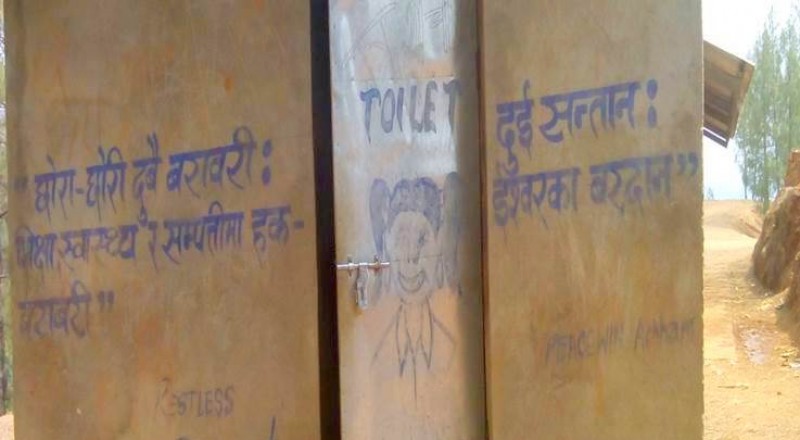 "छोरा-छोरी दुबै बराबरी:
शिक्षा स्वास्थ्य र सम्पत्तीमा हक-
बराबरी"
RESTLESS
TOILET
दुई सन्तान:
ईश्वरका बरदान"